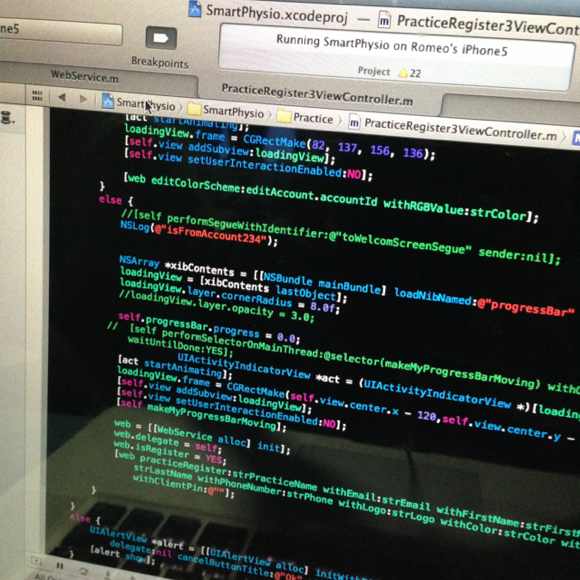 SmartPhysio.xcodeproj — PracticeRegister3ViewCont
ne5
Breakpoints
Running SmartPhysio on Romeo's iPhone5
Project 22
WebService.m
PracticeRegister3ViewController.m
SmartPhysio SmartPhysio Practice PracticeRegister3ViewController.m
[act startAnimating];
loadingView.frame = CGRectMake(82, 137, 156, 136);
[self.view addSubview:loadingView];
[self.view setUserInteractionEnabled:NO];
[web editColorScheme:editAccount.accountId withRGBValue:strColor];
}
else {
//[self performSegueWithIdentifier:@"toWelcomScreenSegue" sender:nil];
NSLog(@"isFromAccount234");
NSArray *xibContents = [[NSBundle mainBundle] loadNibNamed:@"progressBar"
loadingView = [xibContents lastObject];
loadingView.layer.cornerRadius = 8.0f;
//loadingView.layer.opacity = 3.0;
self.progressBar.progress = 0.0;
// [self performSelectorOnMainThread:@selector(makeMyProgressBarMoving) withO
waitUntilDone:YES];
UIActivityIndicatorView *act = (UIActivityIndicatorView *)[loading
[act startAnimating];
loadingView.frame = CGRectMake(self.view.center.x - 120,self.view.center.y -
[self.view addSubview:loadingView];
[self.view setUserInteractionEnabled:NO];
[self makeMyProgressBarMoving];
web = [[WebService alloc] init];
web.delegate = self;
web.isRegister = YES;
[web practiceRegister:strPracticeName withEmail:strEmail withFirstName:strFirstN
strLastName withPhoneNumber:strPhone withLogo:strLogo withColor:strColor wit
withClientPin:@""];
}
}
else {
UIAlertView *alert = [[UIAlertView alloc] initWith
delegate:nil cancelButtonTitle:@"Ok"
[alert show];
}